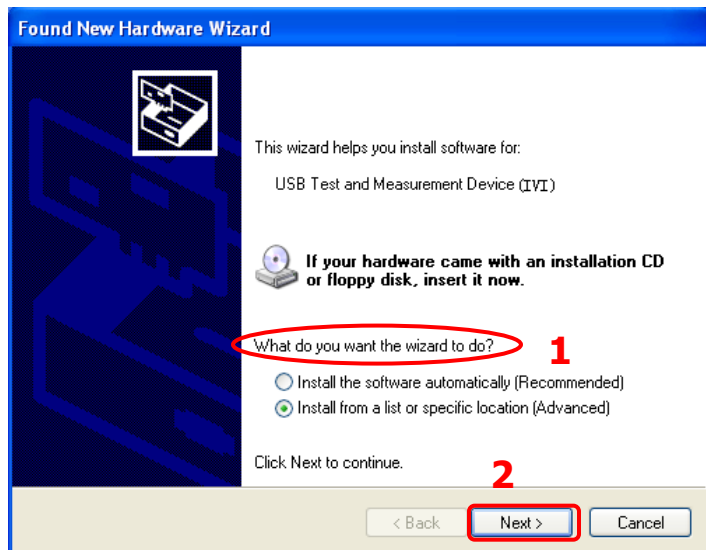 Found New Hardware Wizard
This wizard helps you install software for:
USB Test and Measurement Device (IVI)
If your hardware came with an installation CD
or floppy disk, insert it now.
What do you want the wizard to do?
1
Install the software automatically (Recommended)
Install from a list or specific location (Advanced)
Click Next to continue.
2
< Back
Next >
Cancel